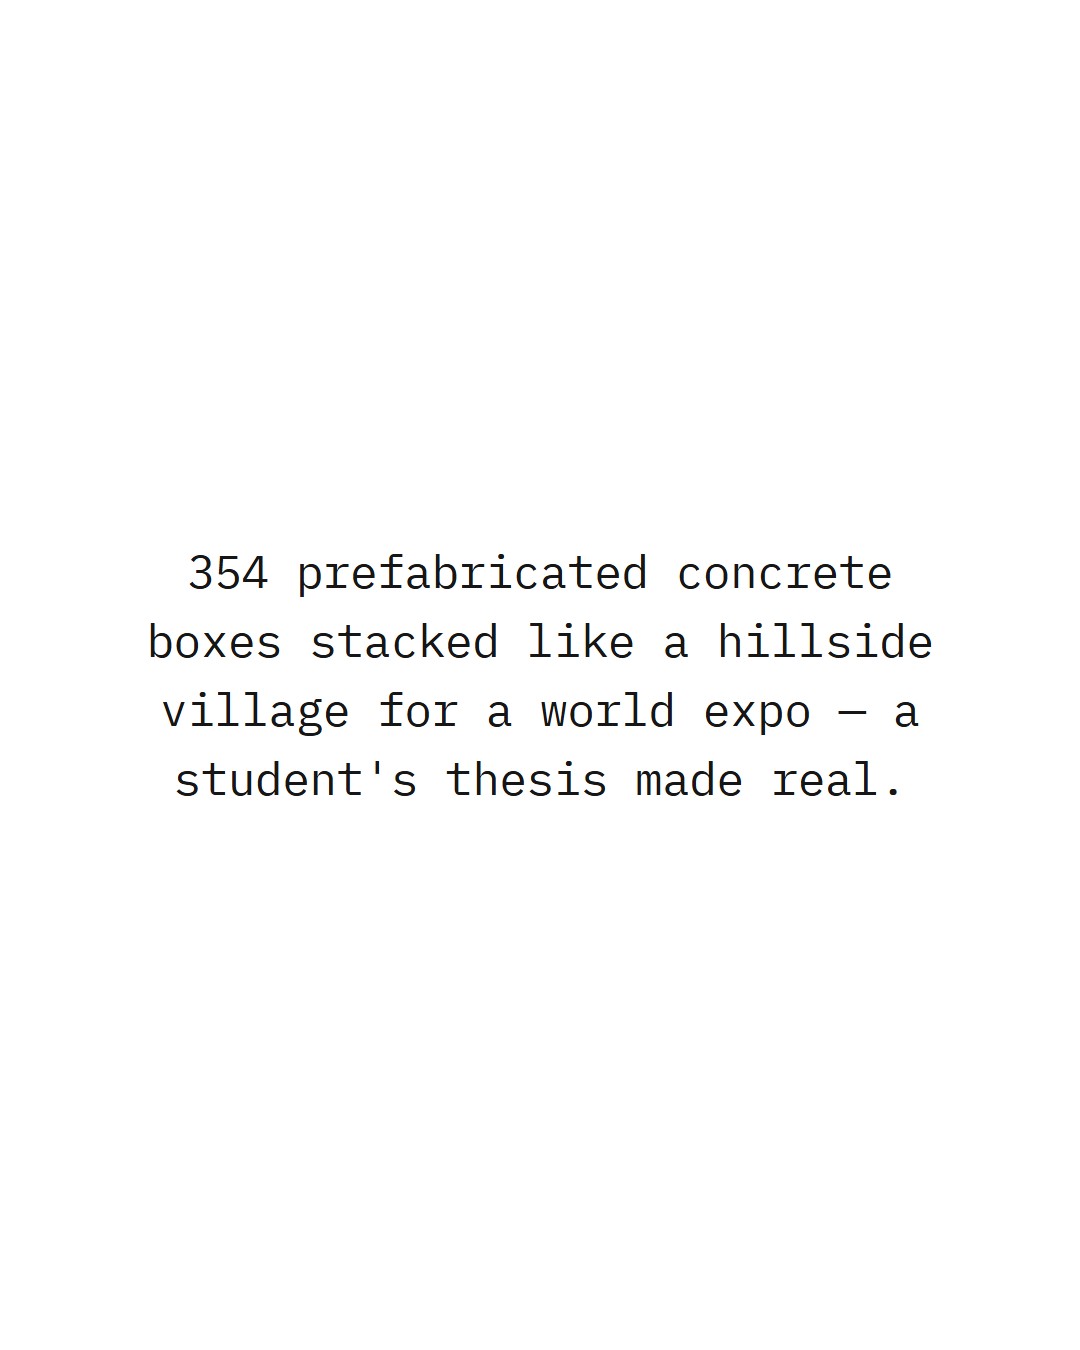 354 prefabricated concrete
boxes stacked like a hillside
village for a world expo — a
student's thesis made real.